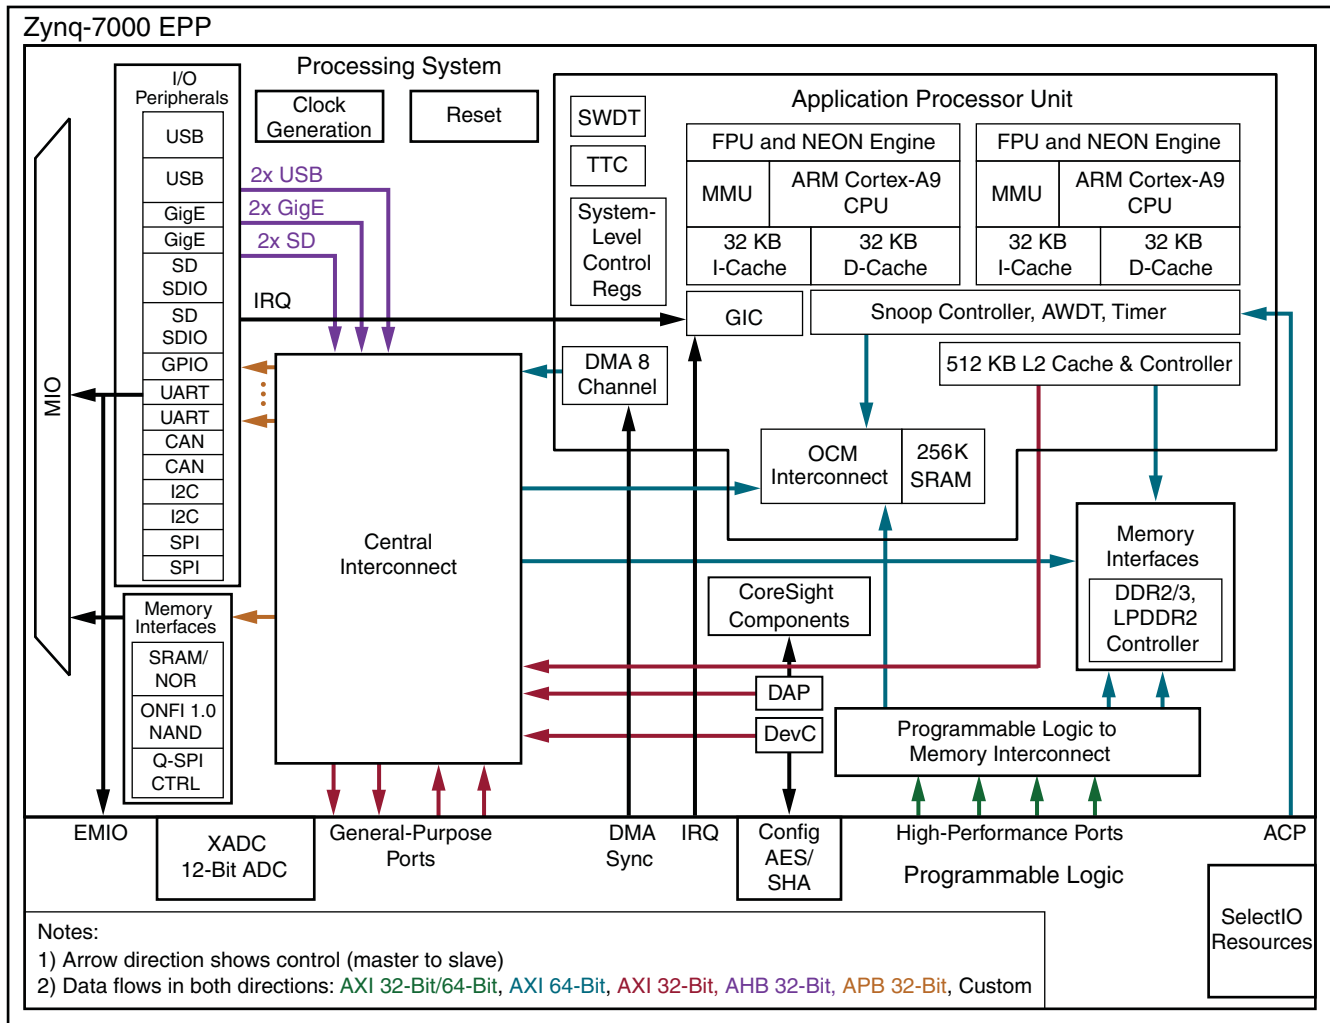 Zynq-7000 EPP
Processing System
I/O
Peripherals
USB
USB
GigE
GigE
SD
SDIO
SD
SDIO
GPIO
UART
UART
CAN
CAN
I2C
I2C
SPI
SPI
MIO
Clock
Generation
Reset
2x USB
2x GigE
2x SD
IRQ
Application Processor Unit
SWDT
TTC
System-
Level
Control
Regs
FPU and NEON Engine
MMU
ARM Cortex-A9
CPU
32 KB
I-Cache
32 KB
D-Cache
FPU and NEON Engine
MMU
ARM Cortex-A9
CPU
32 KB
I-Cache
32 KB
D-Cache
GIC
Snoop Controller, AWDT, Timer
DMA 8
Channel
512 KB L2 Cache & Controller
OCM
Interconnect
256K
SRAM
Central
Interconnect
Memory
Interfaces
DDR2/3,
LPDDR2
Controller
CoreSight
Components
DAP
DevC
Programmable Logic to
Memory Interconnect
Memory
Interfaces
SRAM/
NOR
ONFI 1.0
NAND
Q-SPI
CTRL
EMIO
XADC
12-Bit ADC
General-Purpose
Ports
DMA
Sync
IRQ
Config
AES/
SHA
High-Performance Ports
ACP
Programmable Logic
SelectIO
Resources
Notes:
1) Arrow direction shows control (master to slave)
2) Data flows in both directions: AXI 32-Bit/64-Bit, AXI 64-Bit, AXI 32-Bit, AHB 32-Bit, APB 32-Bit, Custom